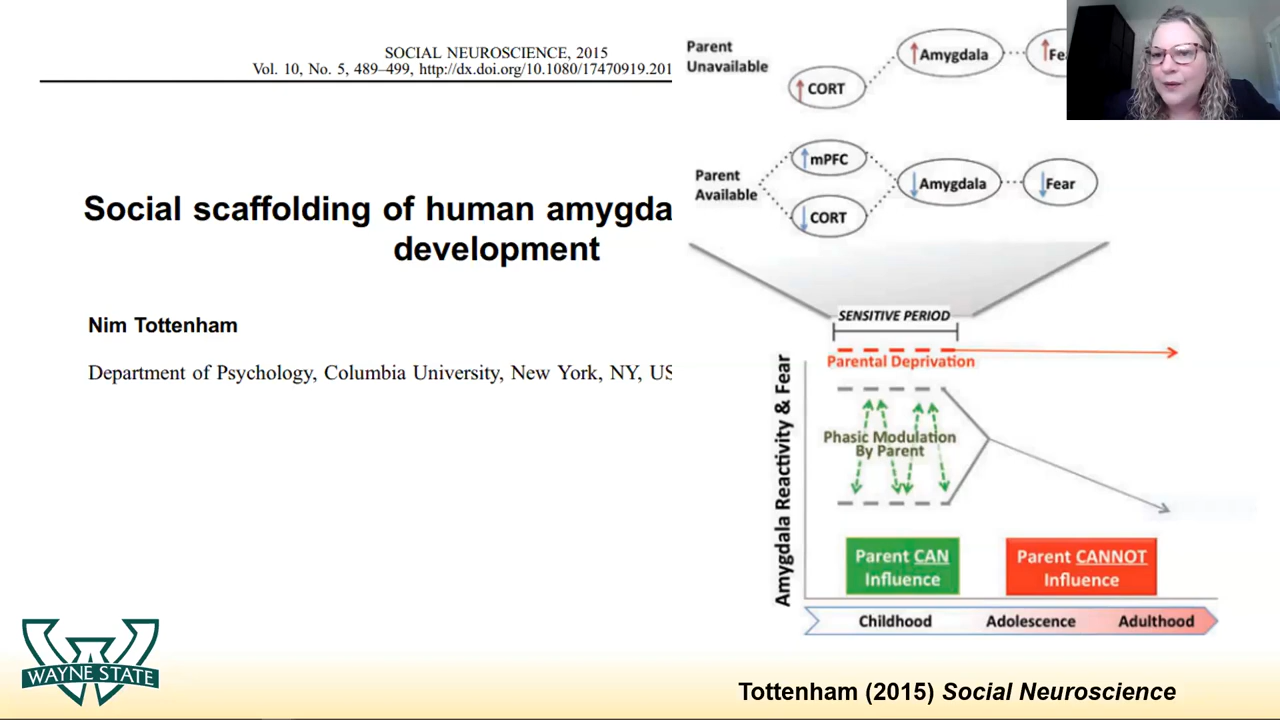 SOCIAL NEUROSCIENCE, 2015
Vol. 10, No. 5, 489–499, http://dx.doi.org/10.1080/17470919.201
Social scaffolding of human amygda
development
Nim Tottenham
Department of Psychology, Columbia University, New York, NY, US
Parent
Unavailable
CORT
Amygdala
Fe
Parent
Available
mPFC
CORT
Amygdala
Fear
SENSITIVE PERIOD
Parental Deprivation
Phasic Modulation
By Parent
Amygdala Reactivity & Fear
Parent CAN
Influence
Parent CANNOT
Influence
Childhood
Adolescence
Adulthood
WAYNE STATE
Tottenham (2015) Social Neuroscience